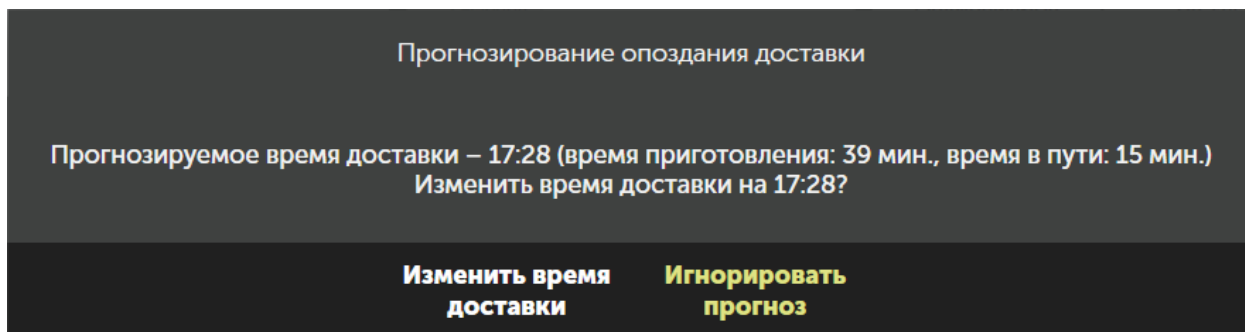 Прогнозирование опоздания доставки
Прогнозируемое время доставки – 17:28 (время приготовления: 39 мин., время в пути: 15 мин.)
Изменить время доставки на 17:28?
Изменить время
доставки
Игнорировать
прогноз